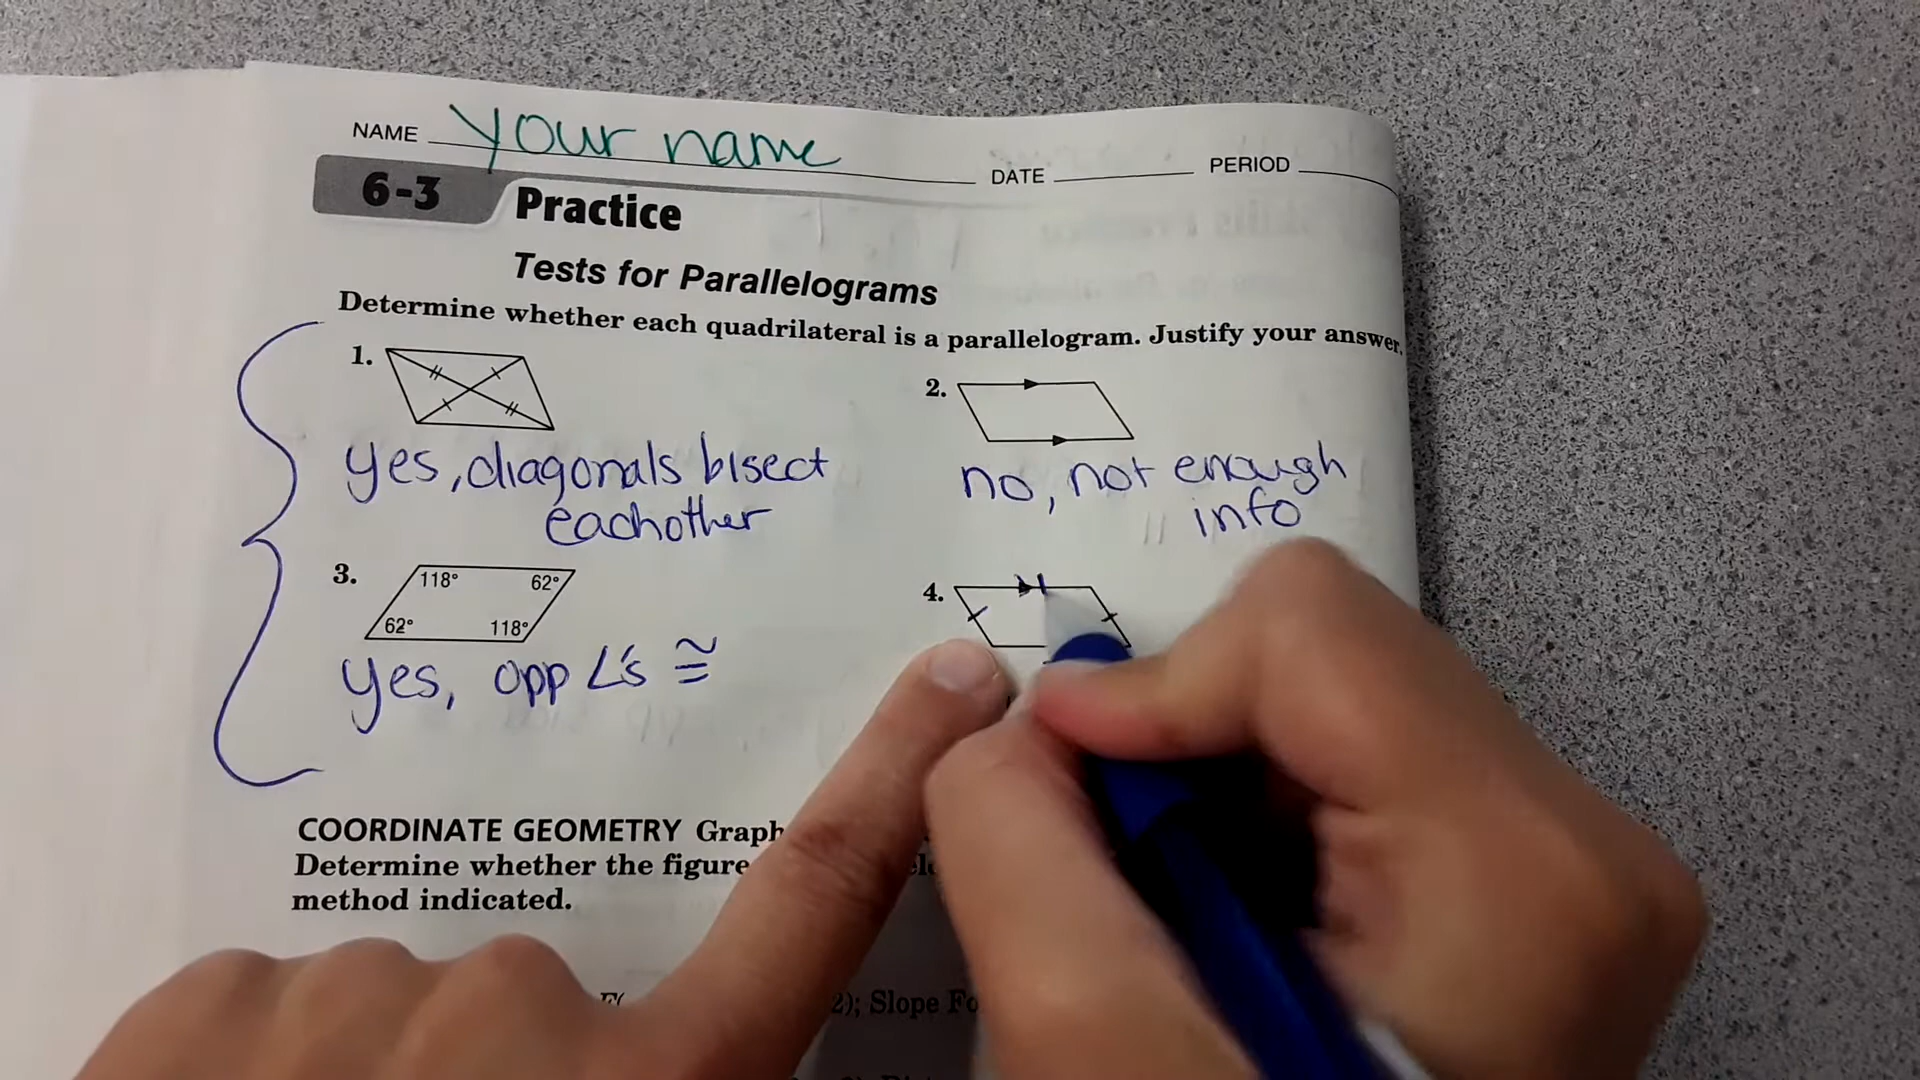 NAME your name
DATE PERIOD
6-3 Practice
Tests for Parallelograms
Determine whether each quadrilateral is a parallelogram. Justify your answer.
1.
yes, diagonals bisect
eachother
2.
no, not enough
info
3. 118° 62°
62° 118°
yes, opp ∠'s ≅
4.
COORDINATE GEOMETRY Graph
Determine whether the figure
method indicated.
2); Slope Fo